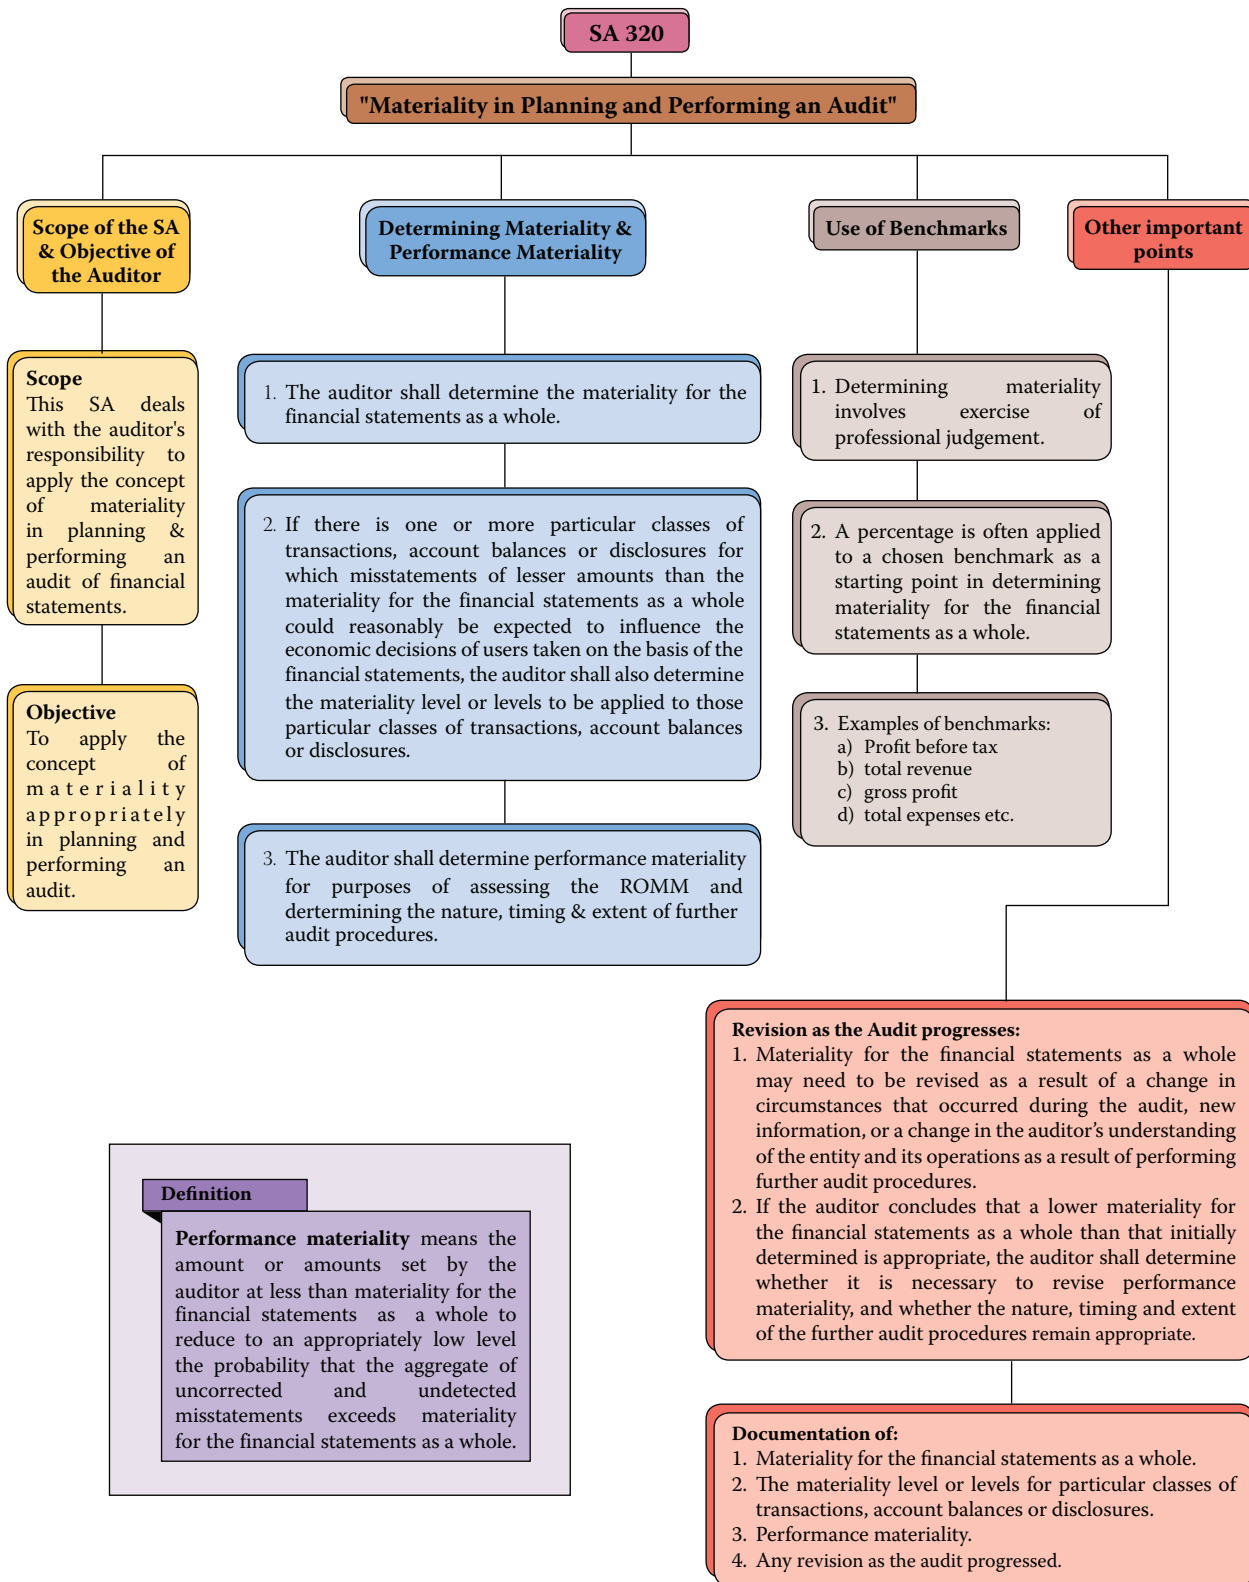 SA 320
"Materiality in Planning and Performing an Audit"
Scope of the SA
& Objective of
the Auditor
Scope
This SA deals
with the auditor's
responsibility to
apply the concept
of materiality
in planning &
performing an
audit of financial
statements.
Objective
To apply the
concept of
materiality
appropriately
in planning and
performing an
audit.
Determining Materiality &
Performance Materiality
1. The auditor shall determine the materiality for the
financial statements as a whole.
2. If there is one or more particular classes of
transactions, account balances or disclosures for
which misstatements of lesser amounts than the
materiality for the financial statements as a whole
could reasonably be expected to influence the
economic decisions of users taken on the basis of the
financial statements, the auditor shall also determine
the materiality level or levels to be applied to those
particular classes of transactions, account balances
or disclosures.
3. The auditor shall determine performance materiality
for purposes of assessing the ROMM and
dertermining the nature, timing & extent of further
audit procedures.
Use of Benchmarks
1. Determining materiality
involves exercise of
professional judgement.
2. A percentage is often applied
to a chosen benchmark as a
starting point in determining
materiality for the financial
statements as a whole.
3. Examples of benchmarks:
a) Profit before tax
b) total revenue
c) gross profit
d) total expenses etc.
Other important
points
Revision as the Audit progresses:
1. Materiality for the financial statements as a whole
may need to be revised as a result of a change in
circumstances that occurred during the audit, new
information, or a change in the auditor's understanding
of the entity and its operations as a result of performing
further audit procedures.
2. If the auditor concludes that a lower materiality for
the financial statements as a whole than that initially
determined is appropriate, the auditor shall determine
whether it is necessary to revise performance
materiality, and whether the nature, timing and extent
of the further audit procedures remain appropriate.
Documentation of:
1. Materiality for the financial statements as a whole.
2. The materiality level or levels for particular classes of
transactions, account balances or disclosures.
3. Performance materiality.
4. Any revision as the audit progressed.
Definition
Performance materiality means the
amount or amounts set by the
auditor at less than materiality for the
financial statements as a whole to
reduce to an appropriately low level
the probability that the aggregate of
uncorrected and undetected
misstatements exceeds materiality
for the financial statements as a whole.